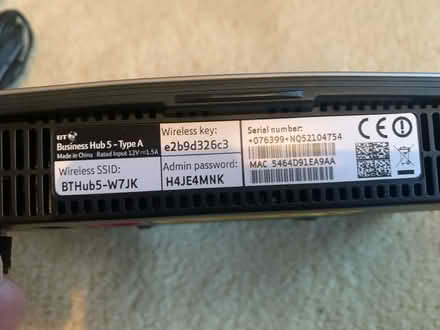 BT
Business Hub 5 - Type A
Made in China Rated Input 12V⎓1.5A
Wireless SSID:
BTHub5-W7JK
Wireless key:
e2b9d326c3
Admin password:
H4JE4MNK
Serial number:
+076399+NQ52104754
MAC 5464D91EA9AA
CE